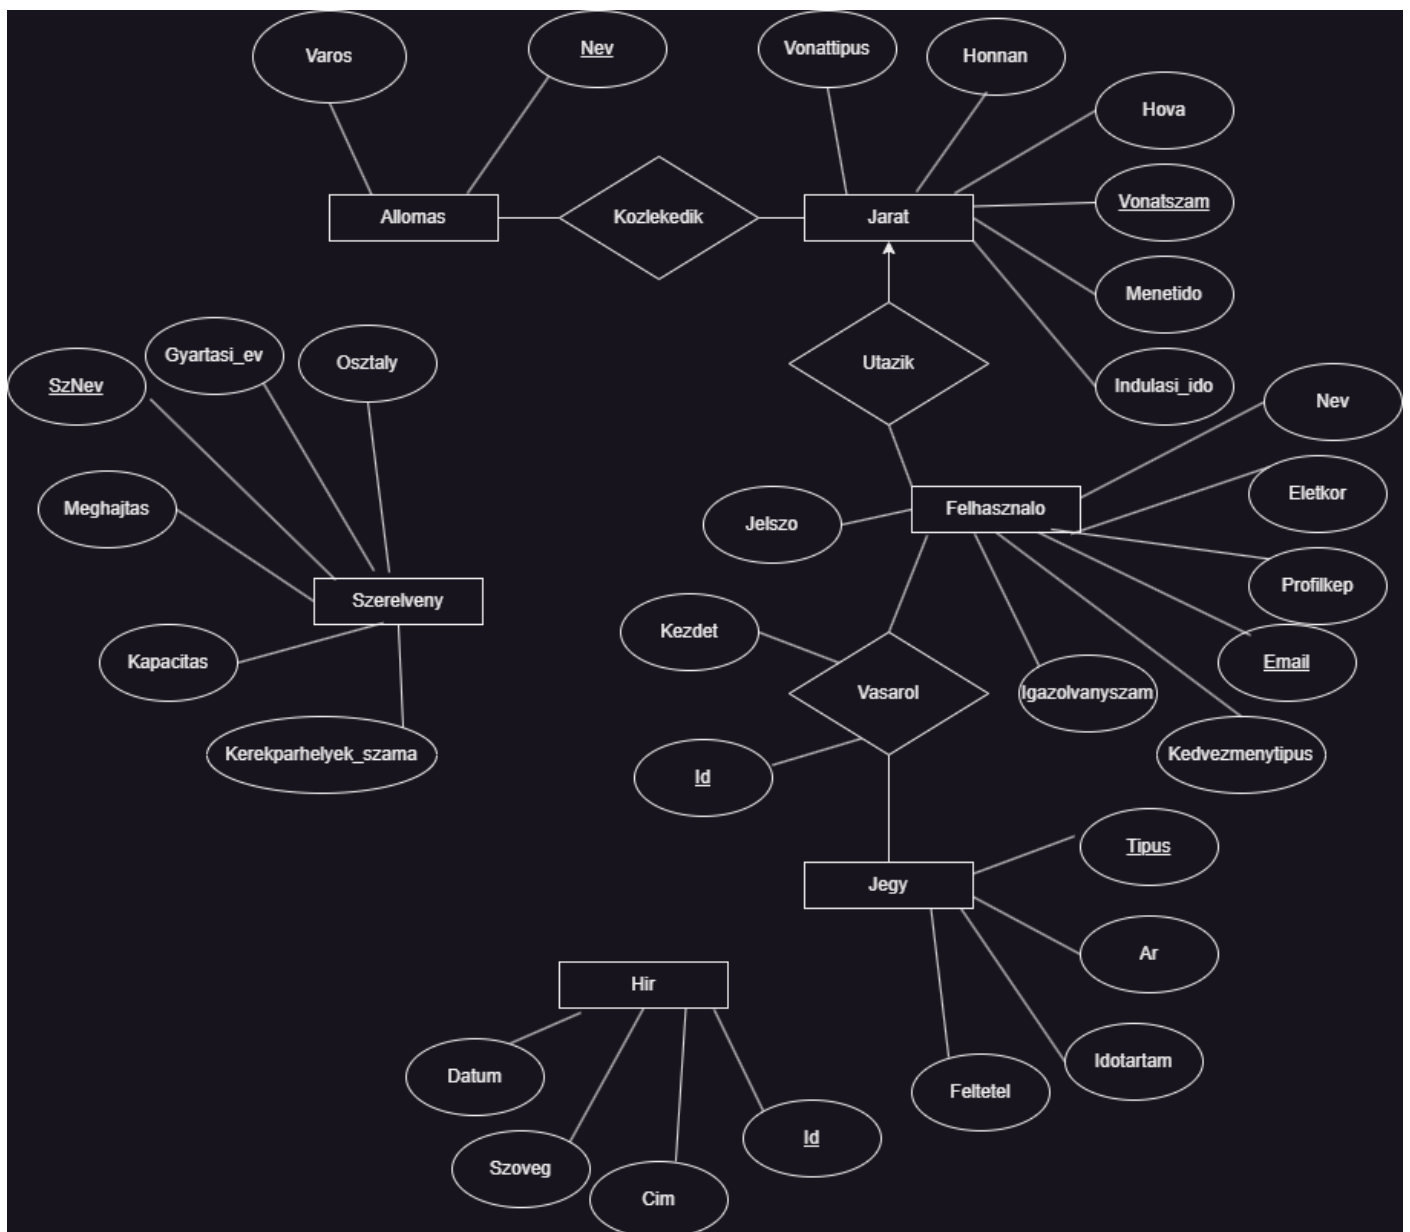 Varos
Nev
Vonattipus
Honnan
Hova
Vonatszam
Allomas
Kozlekedik
Jarat
Menetido
Indulasi_ido
Utazik
SzNev
Gyartasi_ev
Osztaly
Meghajtas
Szerelveny
Kapacitas
Kerekparhelyek_szama
Nev
Eletkor
Felhasznalo
Jelszo
Profilkep
Email
Kezdet
Vasarol
Igazolvanyszam
Kedvezmenytipus
Id
Tipus
Jegy
Ar
Idotartam
Feltetel
Hir
Datum
Szoveg
Cim
Id